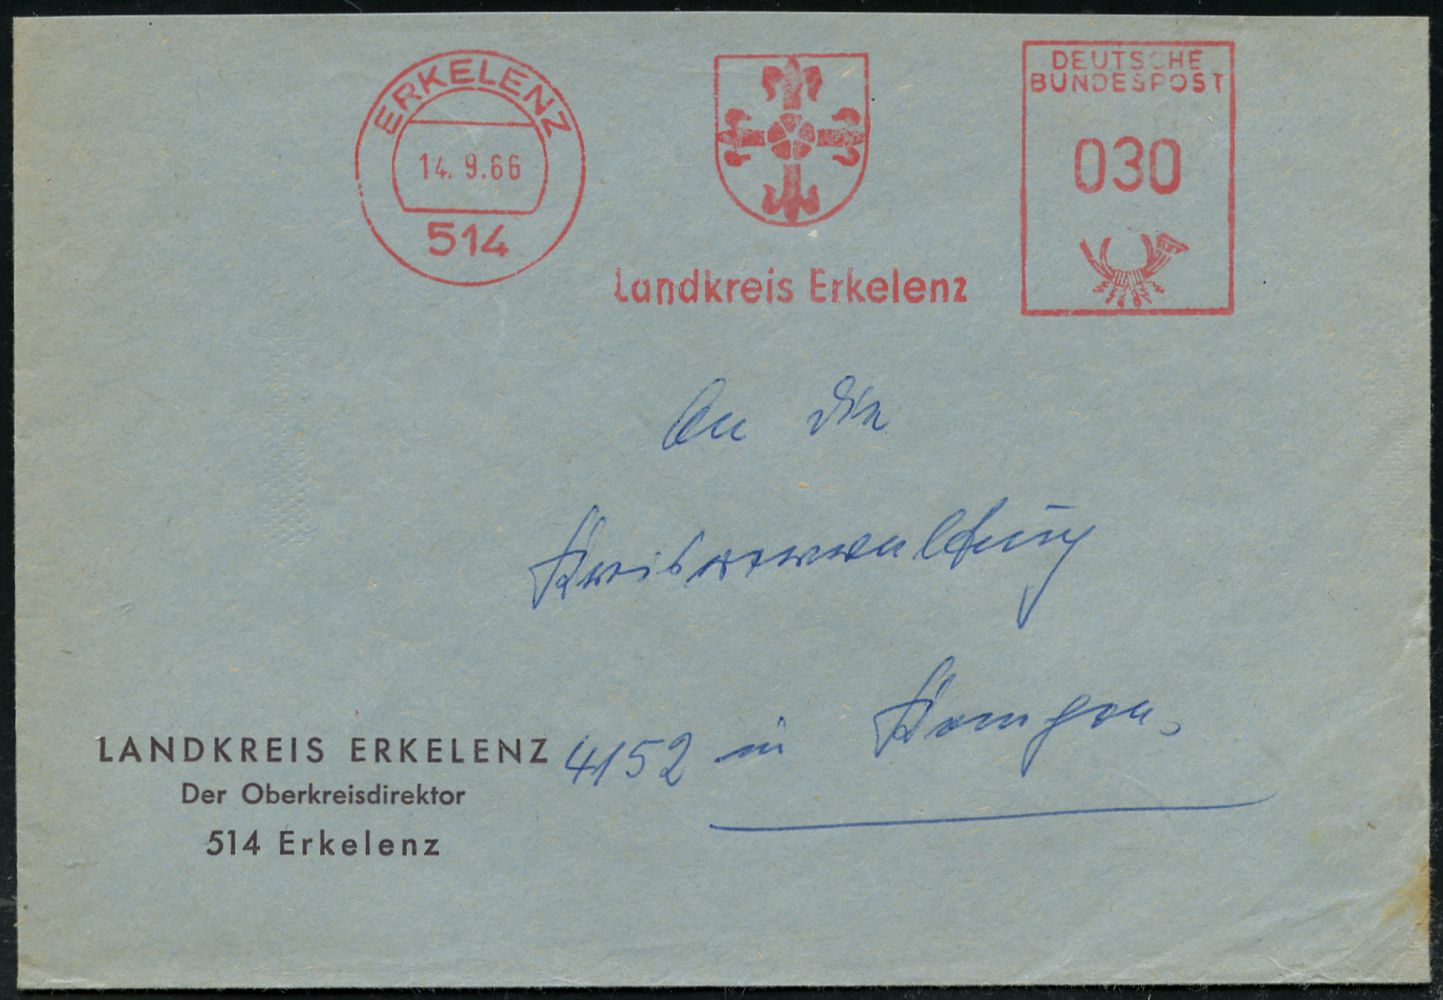 ERKELENZ
14. 9.66
514
Landkreis Erkelenz
DEUTSCHE
BUNDESPOST
030
An die
Kreisverwaltung
4152 in Kempen
LANDKREIS ERKELENZ
Der Oberkreisdirektor
514 Erkelenz